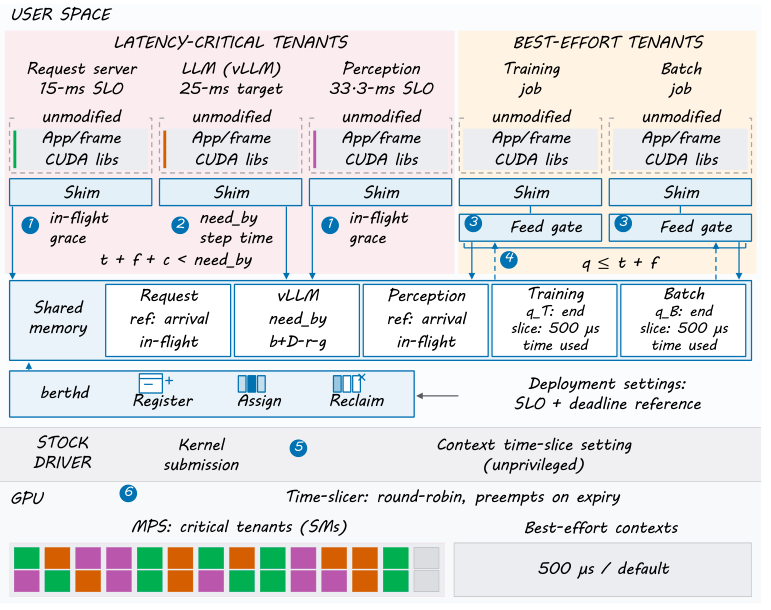 USER SPACE
LATENCY-CRITICAL TENANTS
BEST-EFFORT TENANTS
Request server
15-ms SLO
LLM (vLLM)
25-ms target
Perception
33·3-ms SLO
Training
job
Batch
job
unmodified
unmodified
unmodified
unmodified
unmodified
App/frame
CUDA libs
App/frame
CUDA libs
App/frame
CUDA libs
App/frame
CUDA libs
App/frame
CUDA libs
Shim
Shim
Shim
Shim
Shim
1
in-flight
grace
2
need_by
step time
1
in-flight
grace
3
Feed gate
3
Feed gate
t + f + c < need_by
4
q ≤ t + f
Shared
memory
Request
ref: arrival
in-flight
vLLM
need_by
b+D-r-g
Perception
ref: arrival
in-flight
Training
q_T: end
slice: 500 µs
time used
Batch
q_B: end
slice: 500 µs
time used
berthd
+
Register
Assign
×
Reclaim
Deployment settings:
SLO + deadline reference
STOCK
DRIVER
Kernel
submission
5
Context time-slice setting
(unprivileged)
GPU
6
Time-slicer: round-robin, preempts on expiry
MPS: critical tenants (SMs)
Best-effort contexts
500 µs / default